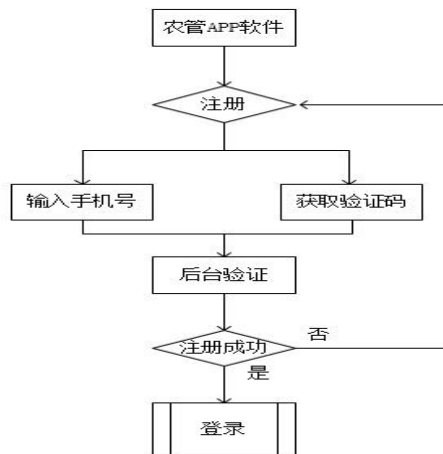 农管APP软件
注册
输入手机号
获取验证码
后台验证
注册成功
否
是
登录